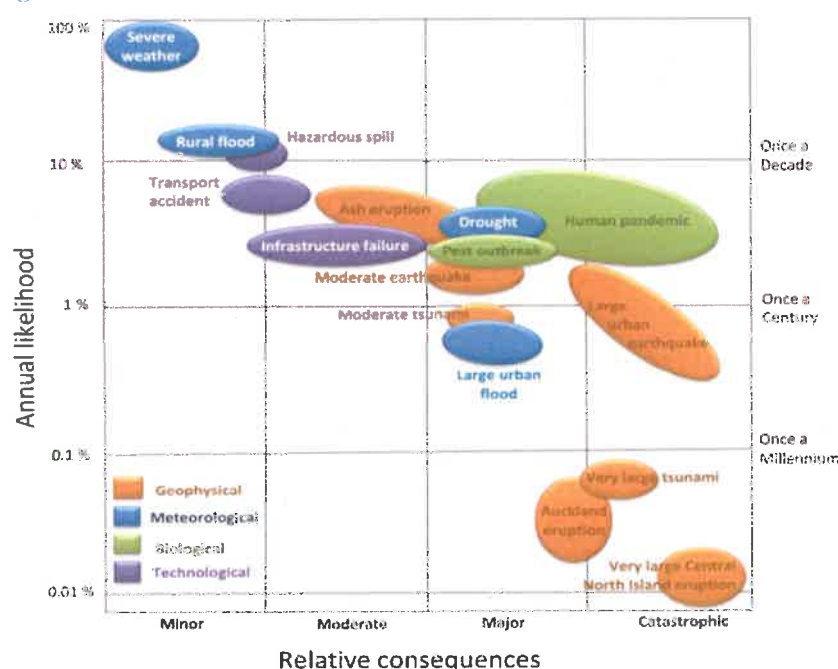 100 %
Severe
weather
Rural flood
Hazardous spill
Once a
Decade
10 %
Transport
accident
Ash eruption
Drought
Human pandemic
Infrastructure failure
Pest outbreak
Moderate earthquake
1 %
Once a
Century
Moderate tsunami
Large
urban
earthquake
Large urban
flood
Annual likelihood
0.1 %
Once a
Millennium
Geophysical
Meteorological
Biological
Technological
Very large tsunami
Auckland
eruption
Very large Central
North Island eruption
0.01 %
Minor
Moderate
Major
Catastrophic
Relative consequences